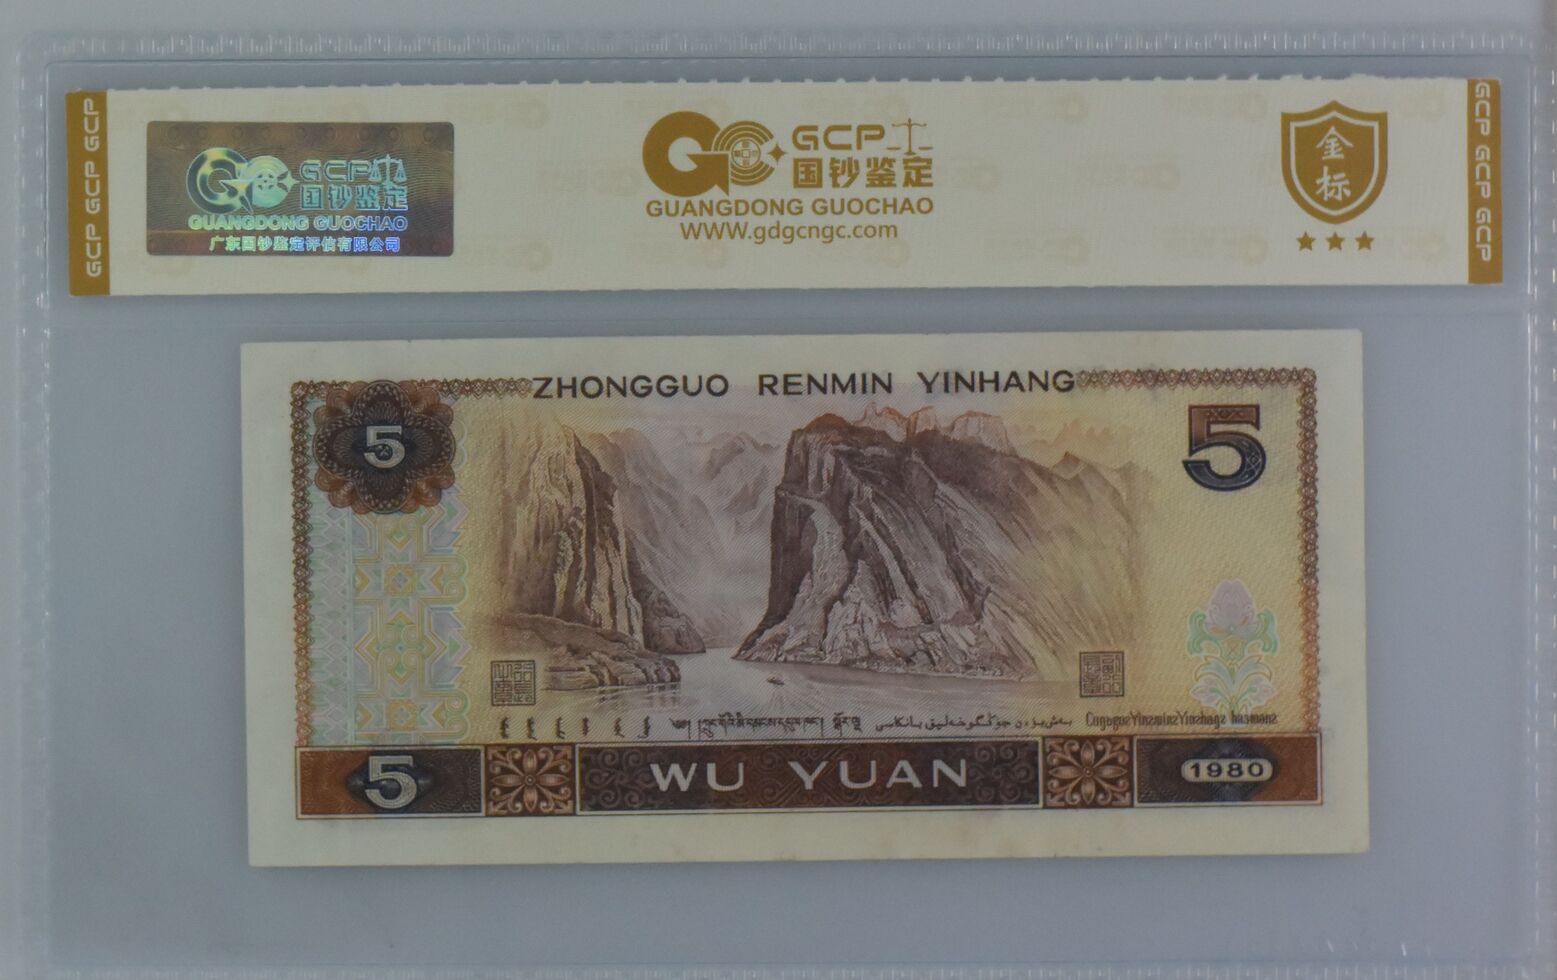 GCP GCP GCP
GCP
国钞鉴定
GUANGDONG GUOCHAO
广东国钞鉴定评估有限公司
GCP
国钞鉴定
GUANGDONG GUOCHAO
WWW.gdgcngc.com
金标
GCP GCP GCP
ZHONGGUO RENMIN YINHANG
5
5
5
WU YUAN
1980